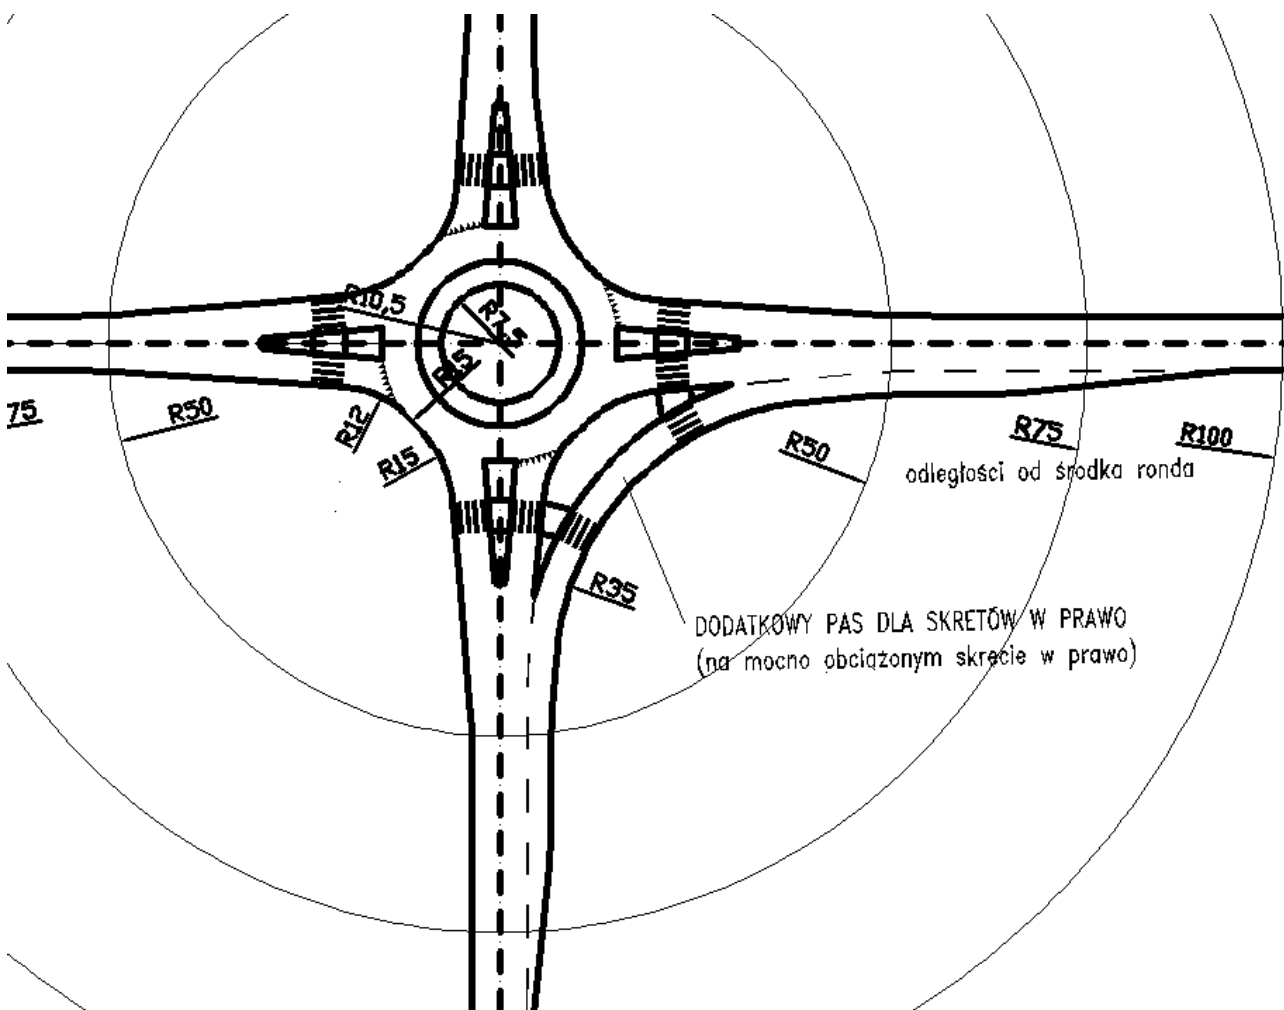 R10,5
R7,5
R15
75
R50
R12
R15
R50
R75
R100
odległości od środka ronda
R35
DODATKOWY PAS DLA SKRETÓW W PRAWO
(na mocno obciążonym skręcie w prawo)